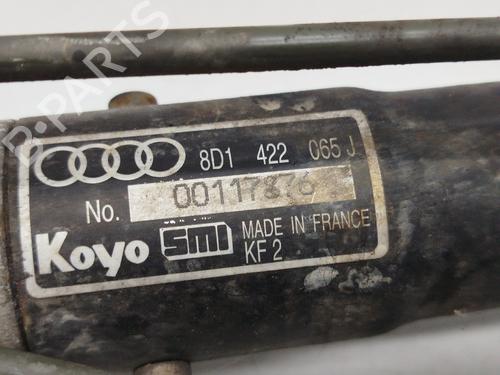 B-PARTS
8D1 422 065 J
No. 00117876
Koyo smi MADE IN FRANCE
KF 2